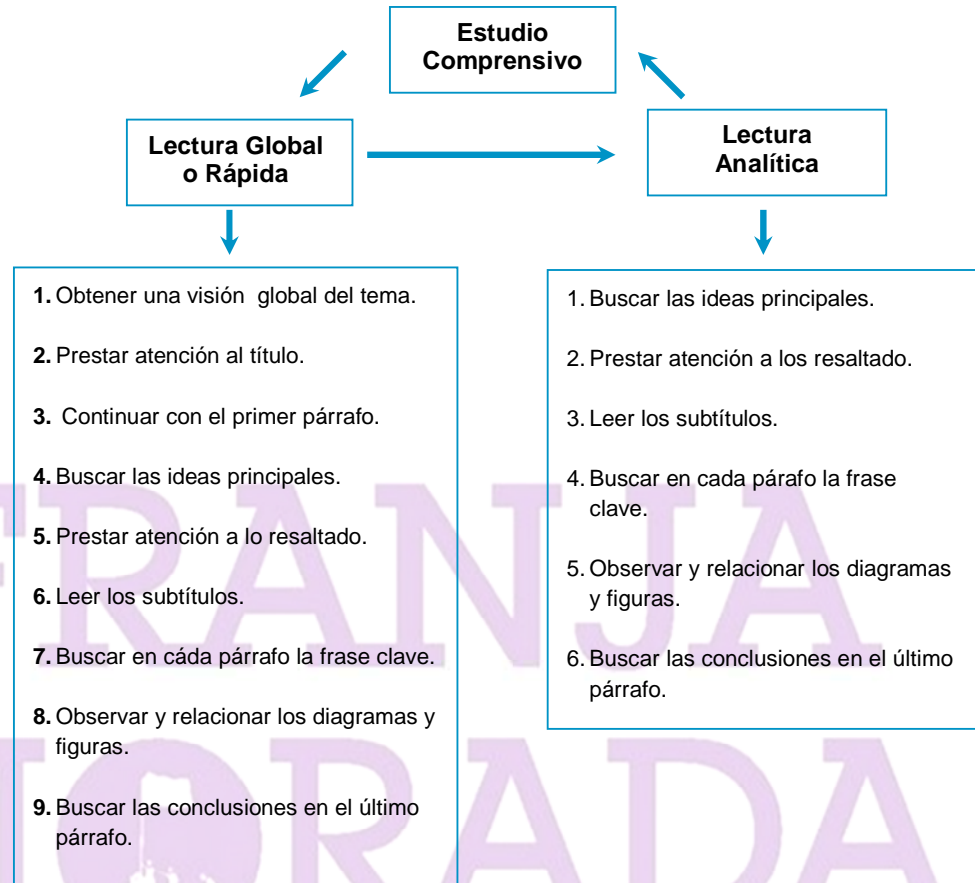 Estudio
Comprensivo
Lectura Global
o Rápida
Lectura
Analítica
1. Obtener una visión global del tema.
2. Prestar atención al título.
3. Continuar con el primer párrafo.
4. Buscar las ideas principales.
5. Prestar atención a lo resaltado.
6. Leer los subtítulos.
7. Buscar en cáda párrafo la frase clave.
8. Observar y relacionar los diagramas y
figuras.
9. Buscar las conclusiones en el último
párrafo.
1. Buscar las ideas principales.
2. Prestar atención a los resaltado.
3. Leer los subtítulos.
4. Buscar en cada párafo la frase
clave.
5. Observar y relacionar los diagramas
y figuras.
6. Buscar las conclusiones en el último
párrafo.
FRANJA
MORADA